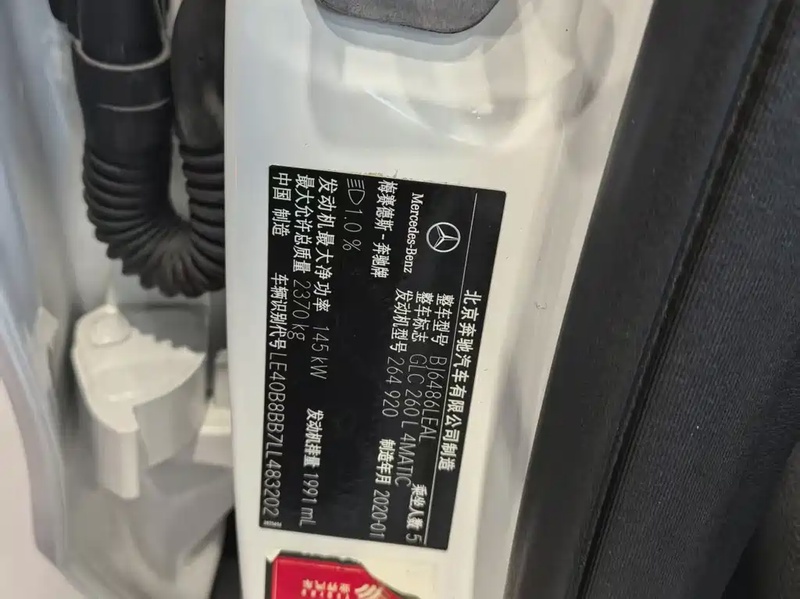 北京奔驰汽车有限公司制造
整车型号 BJ6486LEAL 乘坐人数 5
整车标志 GLC 260 L 4MATIC
Mercedes-Benz 发动机型号 264 920 制造年月 2020-01
梅赛德斯-奔驰牌
1.0 %
发动机最大净功率 145 kW 发动机排量 1991 mL
最大允许总质量 2370 kg
中国 制造 车辆识别代号 LE40B8BB7LL483202